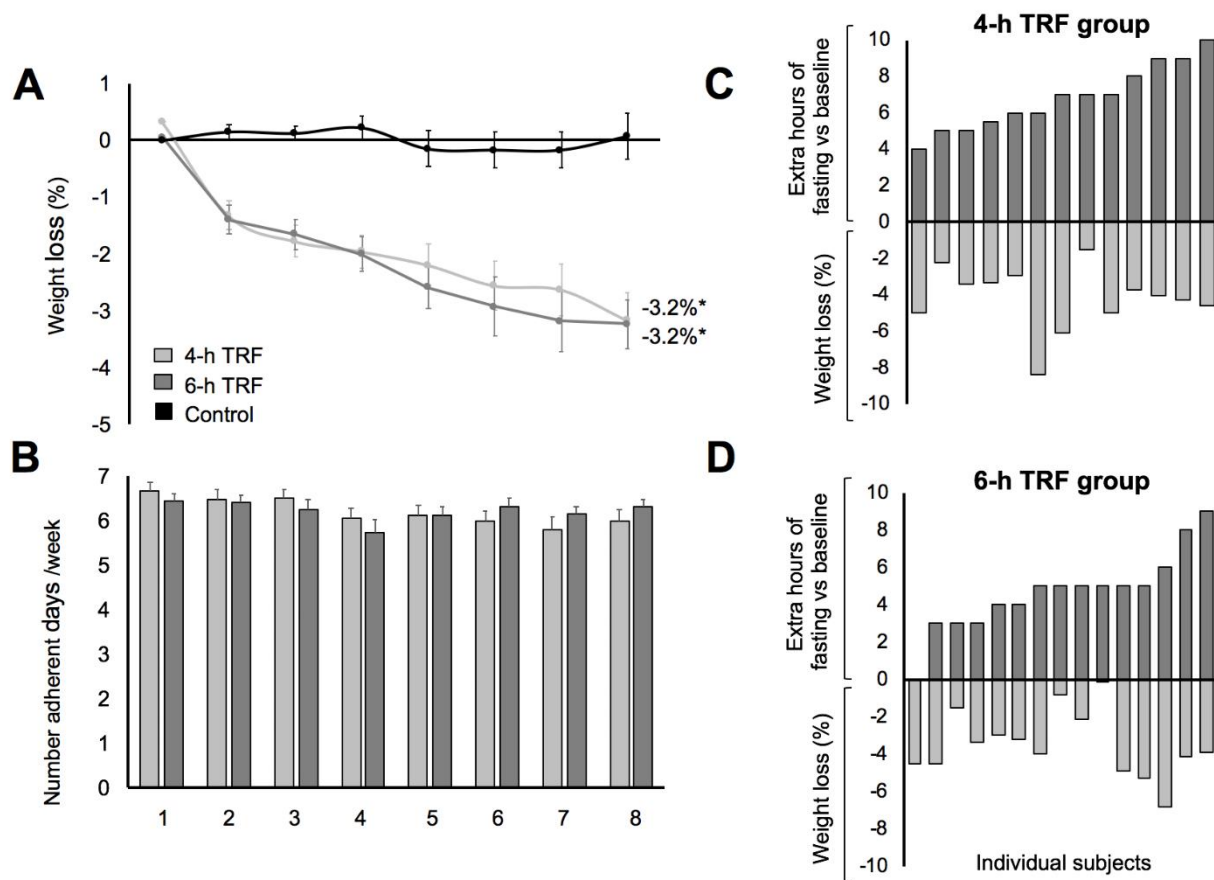 A
1
0
-1
-2
-3
-4
-5
Weight loss (%)
-3.2%*
-3.2%*
4-h TRF
6-h TRF
Control
B
7
6
5
4
3
2
1
0
Number adherent days /week
1 2 3 4 5 6 7 8
C
4-h TRF group
10
8
6
4
2
0
-2
-4
-6
-8
-10
Extra hours of
fasting vs baseline
Weight loss (%)
D
6-h TRF group
10
8
6
4
2
0
-2
-4
-6
-8
-10
Extra hours of
fasting vs baseline
Weight loss (%)
Individual subjects